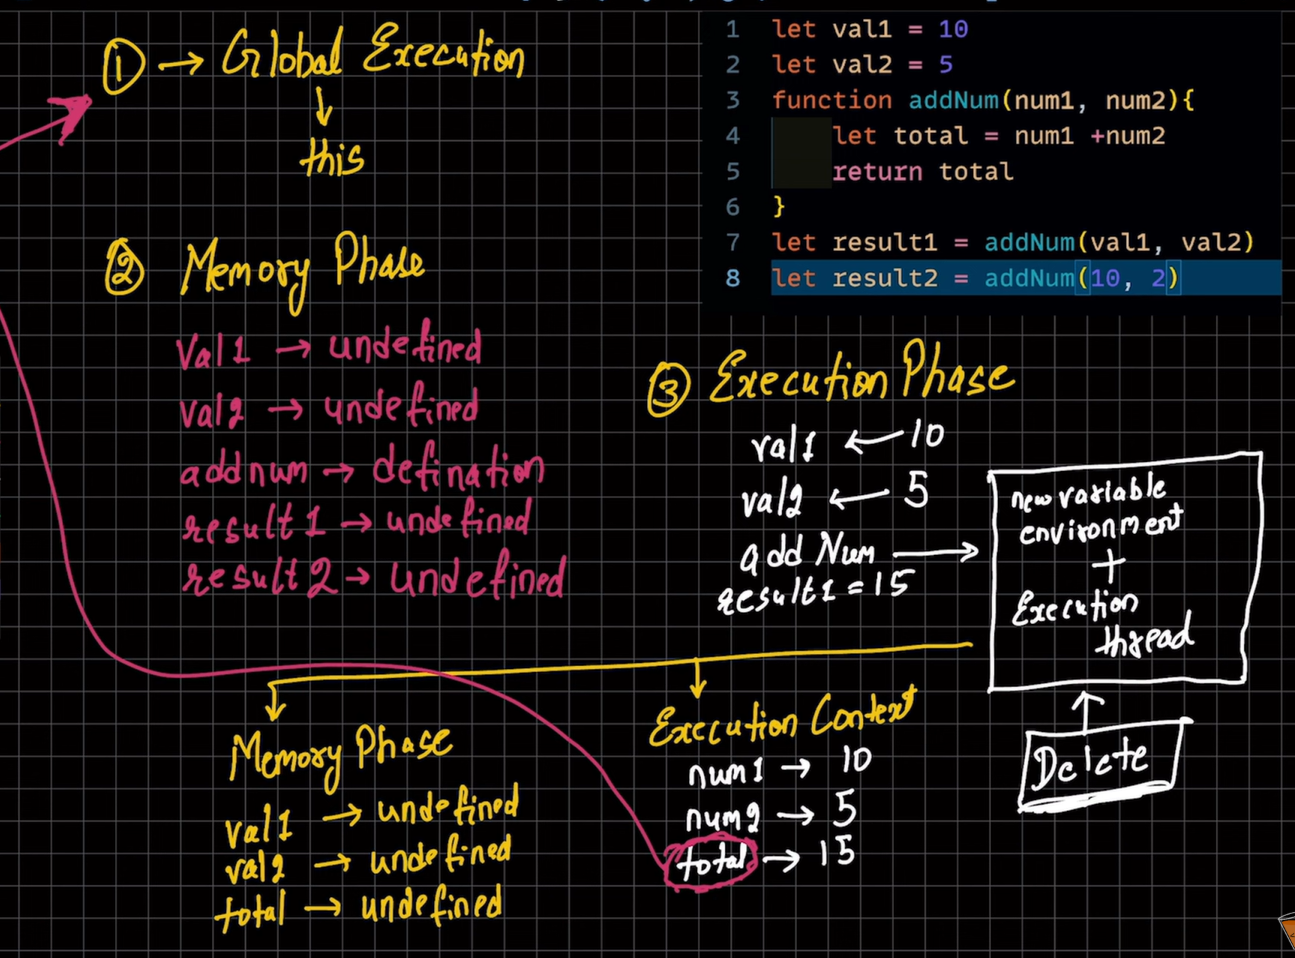 ① → Global Execution
↓
this
1 let val1 = 10
2 let val2 = 5
3 function addNum(num1, num2){
4 let total = num1 +num2
5 return total
6 }
7 let result1 = addNum(val1, val2)
8 let result2 = addNum(10, 2)
② Memory Phase
Val1 → undefined
val2 → undefined
addnum → defination
result1 → undefined
result2 → undefined
③ Execution Phase
val1 ← 10
val2 ← 5
add Num →
result1 = 15
new variable
environment
+
Execution
thread
Delete
Memory Phase
val1 → undefined
val2 → undefined
total → undefined
Execution Context
num1 → 10
num2 → 5
total → 15